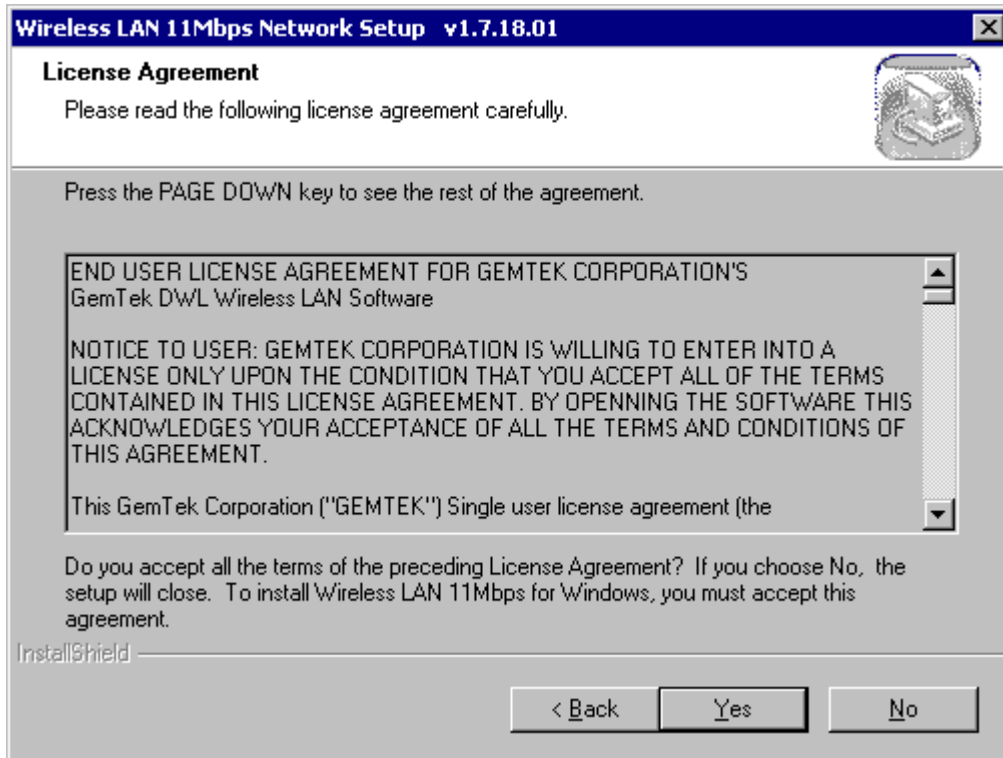 Wireless LAN 11Mbps Network Setup v1.7.18.01
License Agreement
Please read the following license agreement carefully.
Press the PAGE DOWN key to see the rest of the agreement.
END USER LICENSE AGREEMENT FOR GEMTEK CORPORATION'S
GemTek DWL Wireless LAN Software
NOTICE TO USER: GEMTEK CORPORATION IS WILLING TO ENTER INTO A
LICENSE ONLY UPON THE CONDITION THAT YOU ACCEPT ALL OF THE TERMS
CONTAINED IN THIS LICENSE AGREEMENT. BY OPENNING THE SOFTWARE THIS
ACKNOWLEDGES YOUR ACCEPTANCE OF ALL THE TERMS AND CONDITIONS OF
THIS AGREEMENT.
This GemTek Corporation ("GEMTEK") Single user license agreement (the
Do you accept all the terms of the preceding License Agreement? If you choose No, the
setup will close. To install Wireless LAN 11Mbps for Windows, you must accept this
agreement.
InstallShield
< Back Yes No